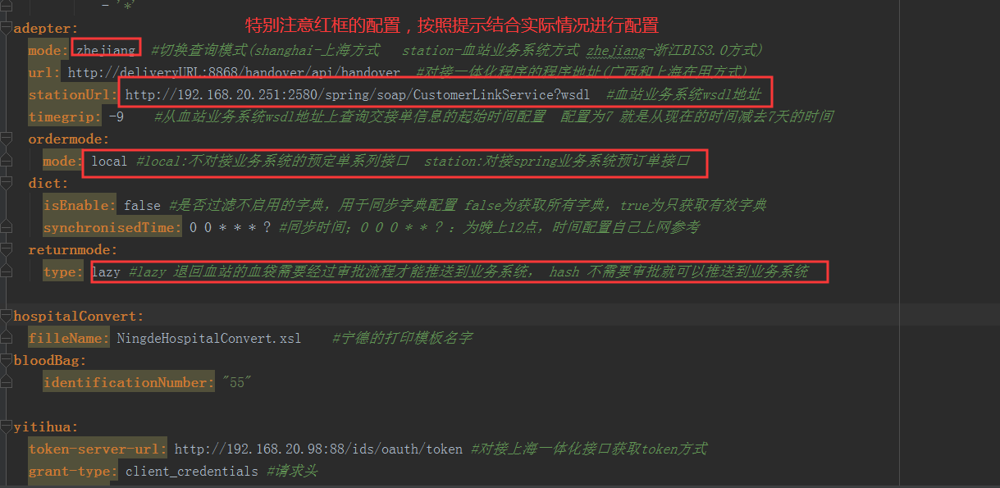 - '*'
特别注意红框的配置，按照提示结合实际情况进行配置
adepter:
mode: zhejiang #切换查询模式(shanghai-上海方式 station-血站业务系统方式 zhejiang-浙江BIS3.0方式)
url: http://deliveryURL:8868/handover/api/handover #对接一体化程序的程序地址(广西和上海在用方式)
stationUrl: http://192.168.20.251:2580/spring/soap/CustomerLinkService?wsdl #血站业务系统wsdl地址
timegrip: -9 #从血站业务系统wsdl地址上查询交接单信息的起始时间配置 配置为7 就是从现在的时间减去7天的时间
ordermode:
mode: local #local:不对接业务系统的预定单系列接口 station:对接spring业务系统预订单接口
dict:
isEnable: false #是否过滤不启用的字典，用于同步字典配置 false为获取所有字典，true为只获取有效字典
synchronisedTime: 0 0 * * * ? #同步时间；0 0 0 * * ? : 为晚上12点，时间配置自己上网参考
returnmode:
type: lazy #lazy 退回血站的血袋需要经过审批流程才能推送到业务系统， hash 不需要审批就可以推送到业务系统
hospitalConvert:
filleName: NingdeHospitalConvert.xsl #宁德的打印模板名字
bloodBag:
identificationNumber: "55"
yitihua:
token-server-url: http://192.168.20.98:88/ids/oauth/token #对接上海一体化接口获取token方式
grant-type: client_credentials #请求头